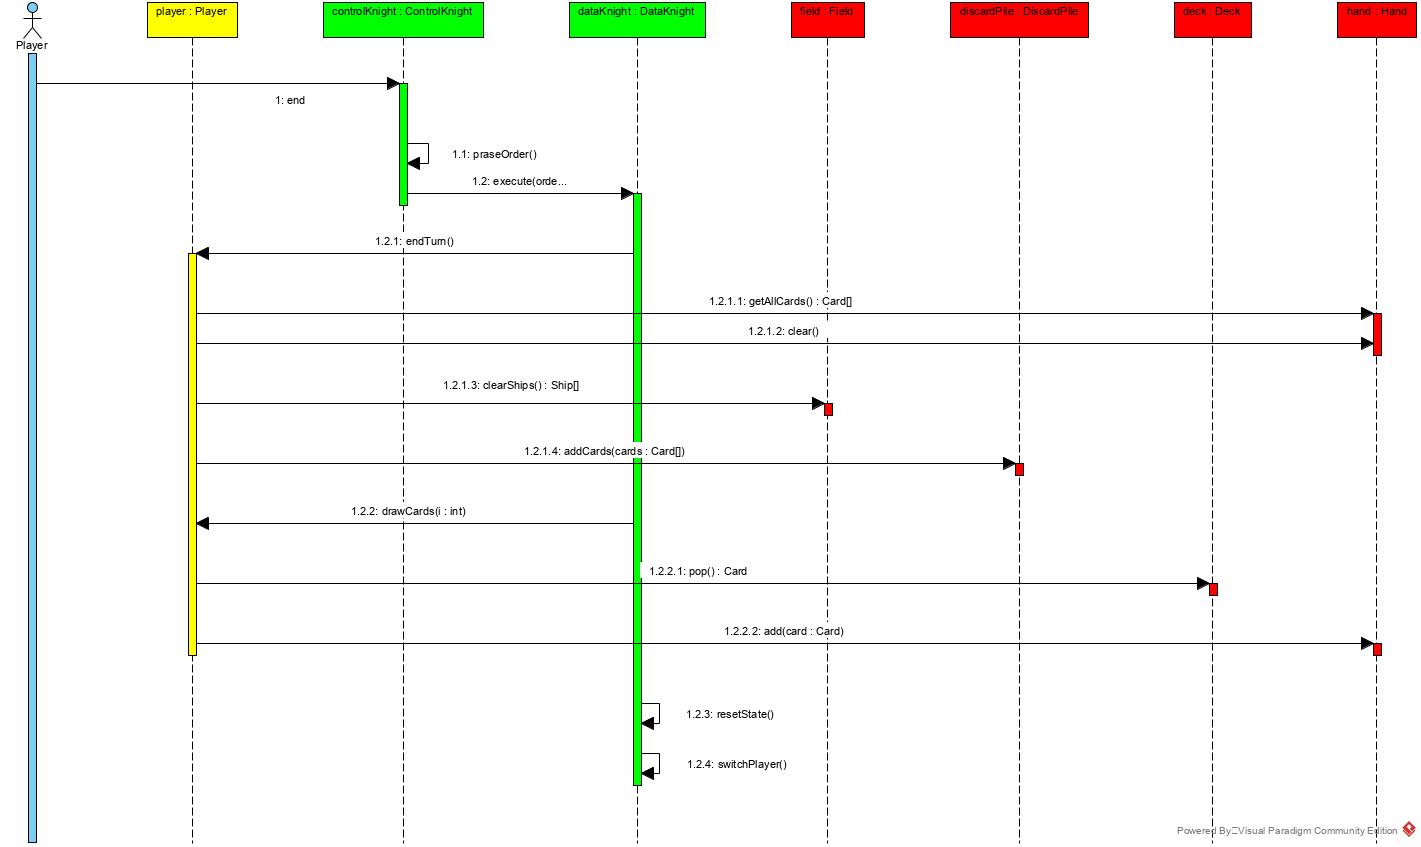 player : Player
controlKnight : ControlKnight
dataKnight : DataKnight
field : Field
discardPile : DiscardPile
deck : Deck
hand : Hand
Player
1: end
1.1: praseOrder()
1.2: execute(orde...
1.2.1: endTurn()
1.2.1.1: getAllCards() : Card[]
1.2.1.2: clear()
1.2.1.3: clearShips() : Ship[]
1.2.1.4: addCards(cards : Card[])
1.2.2: drawCards(i : int)
1.2.2.1: pop() : Card
1.2.2.2: add(card : Card)
1.2.3: resetState()
1.2.4: switchPlayer()
Powered By Visual Paradigm Community Edition